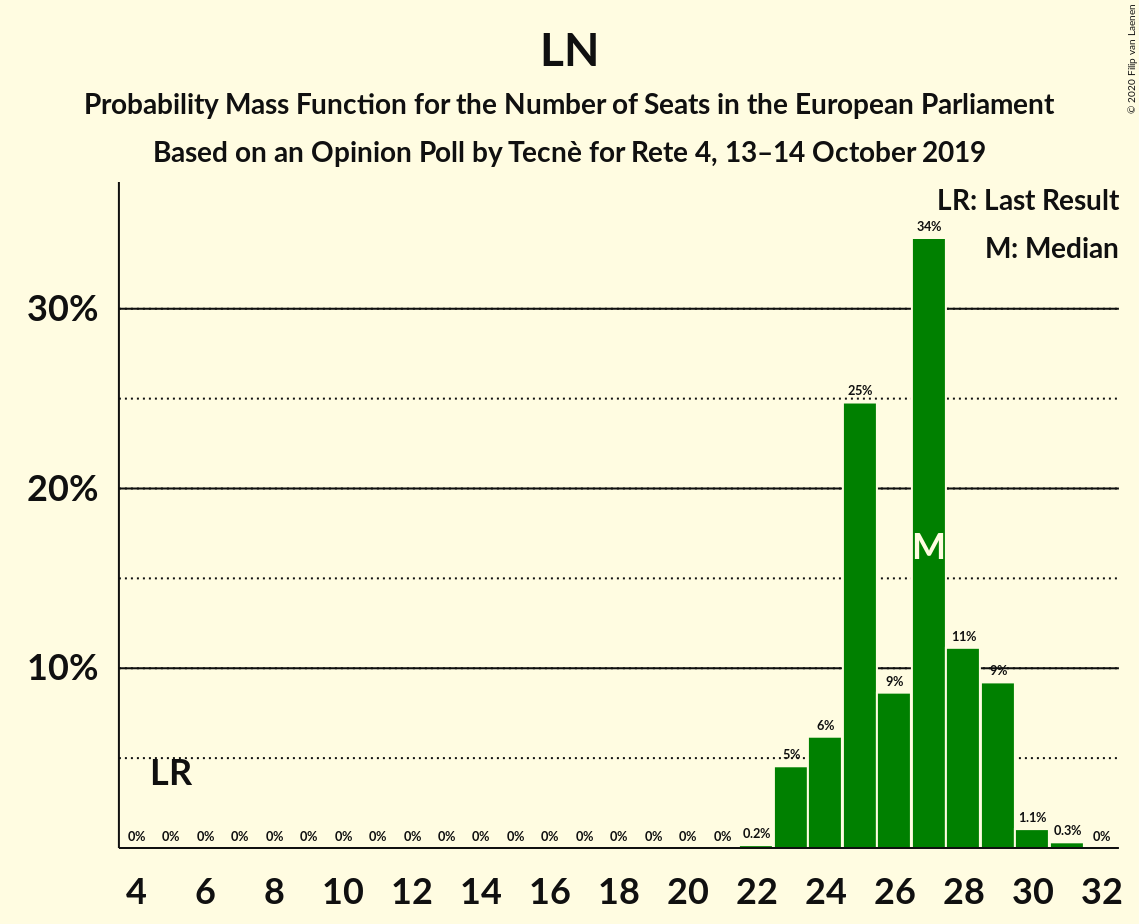 LN
Probability Mass Function for the Number of Seats in the European Parliament
Based on an Opinion Poll by Tecnè for Rete 4, 13–14 October 2019
© 2020 Filip van Laenen
LR: Last Result
M: Median
34%
30%
25%
20%
M
11%
10%
9%
9%
6%
5%
LR
0% 0% 0% 0% 0% 0% 0% 0% 0% 0% 0% 0% 0% 0% 0% 0% 0% 0% 0.2% 1.1% 0.3% 0%
4 6 8 10 12 14 16 18 20 22 24 26 28 30 32